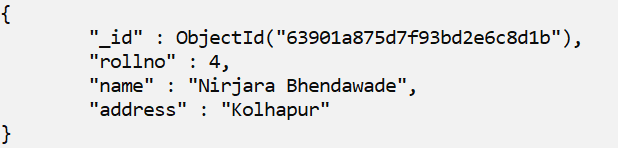 {
"_id" : ObjectId("63901a875d7f93bd2e6c8d1b"),
"rollno" : 4,
"name" : "Nirjara Bhendawade",
"address" : "Kolhapur"
}